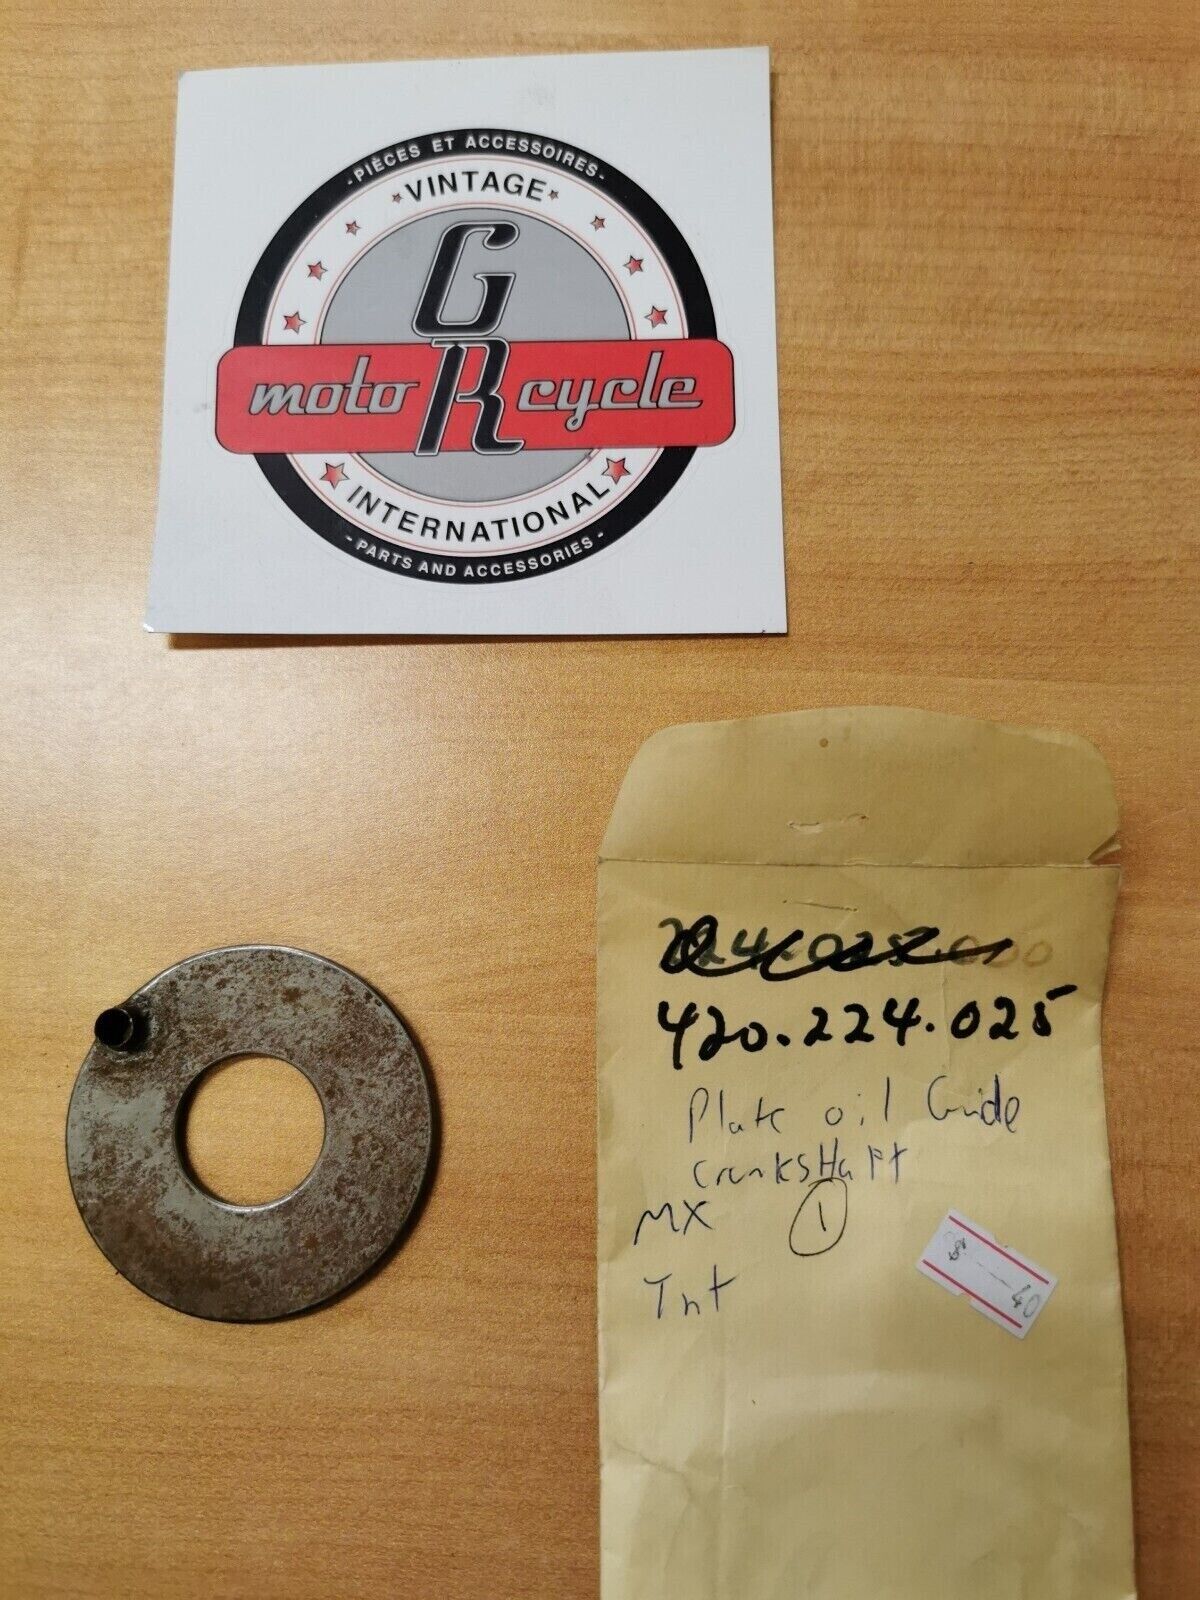 -PIÈCES ET ACCESSOIRES-
VINTAGE
G
moto R cycle
INTERNATIONAL
-PARTS AND ACCESSORIES-
420.224.025
Plate oil Guide
crankshaft
MX 1
Tnt
$ --- 40